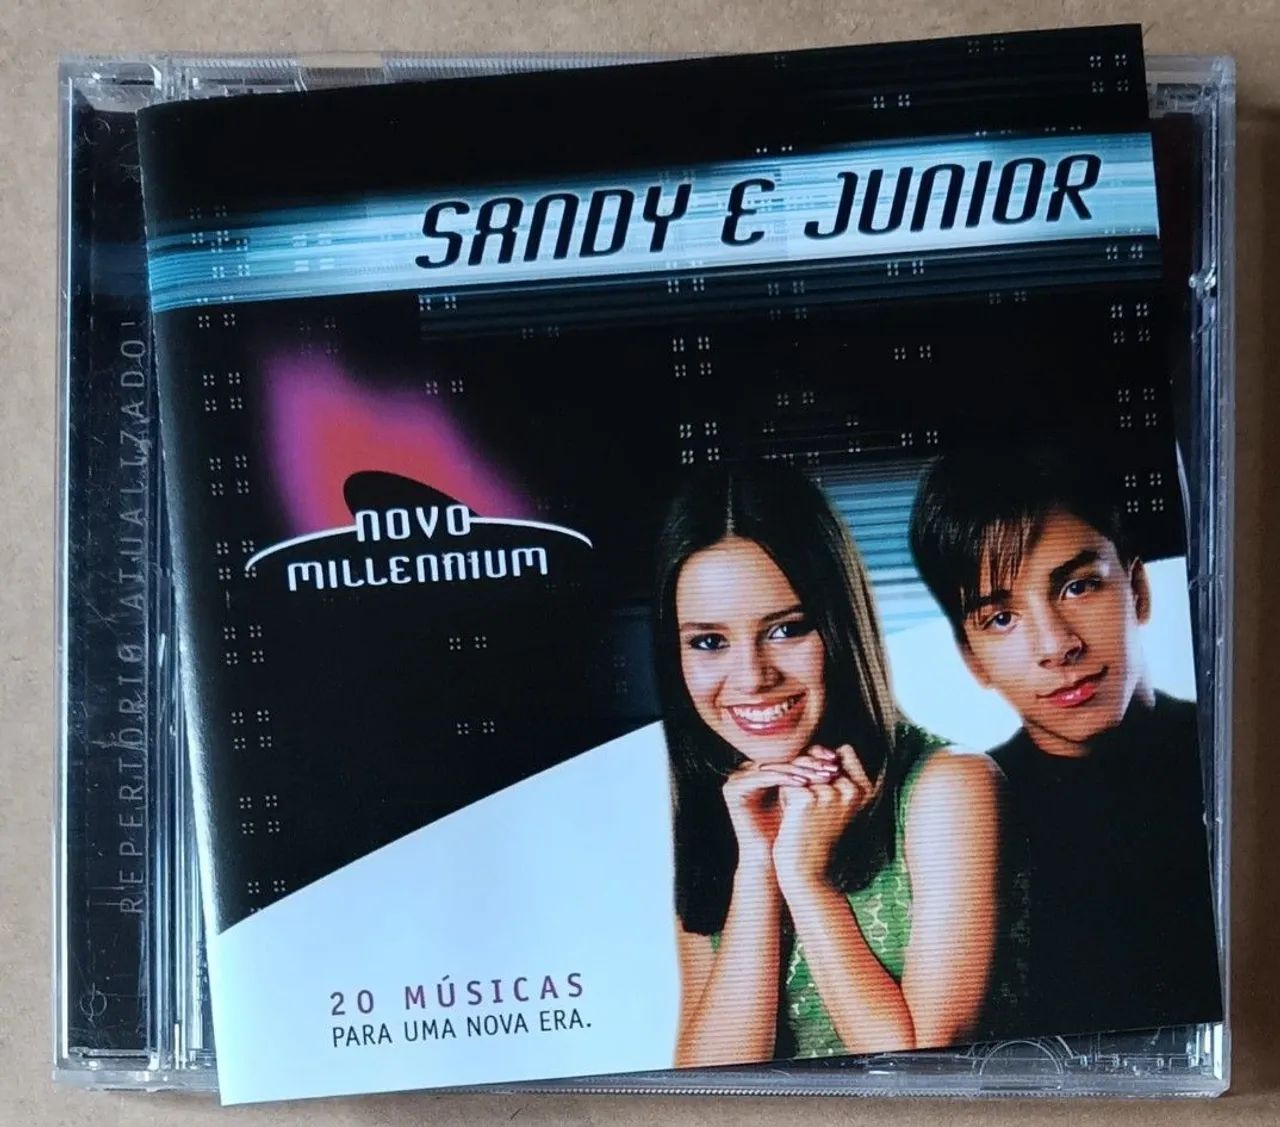 SANDY E JUNIOR
NOVO
MILLENNIUM
20 MÚSICAS
PARA UMA NOVA ERA.
REPERTÓRIO ATUALIZADO!